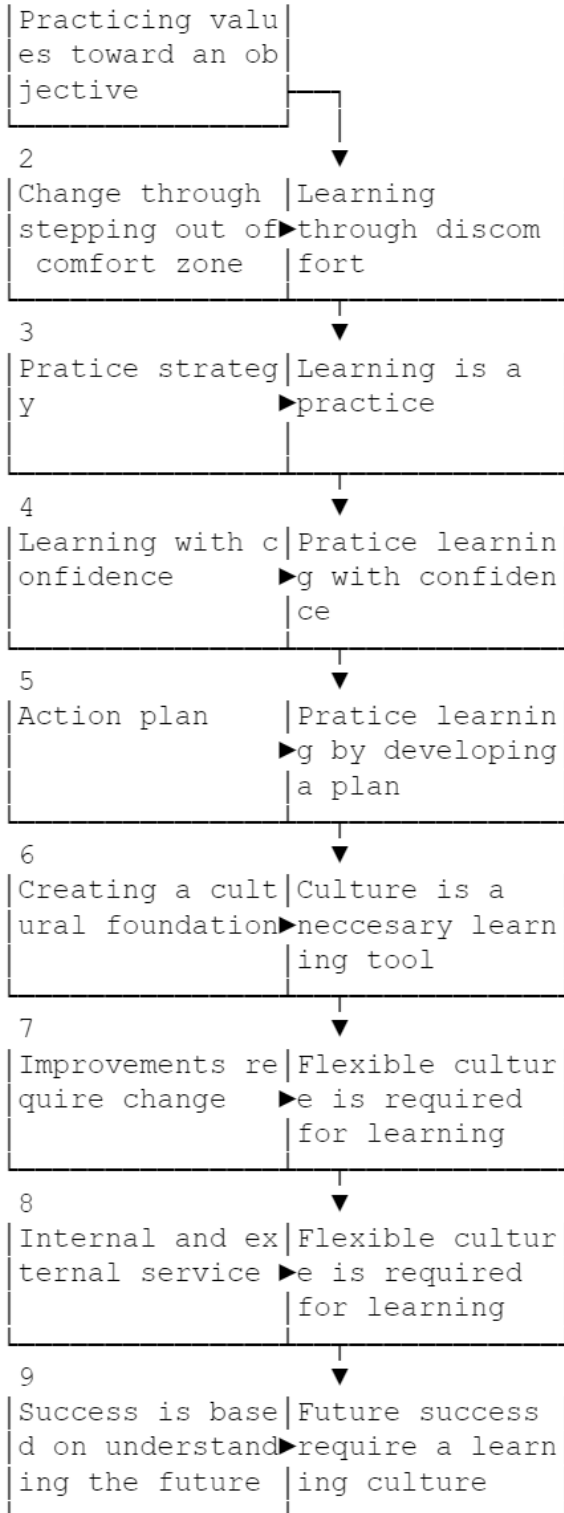 Practicing valu
es toward an ob
jective
2
Change through
stepping out of
comfort zone
Learning
through discom
fort
3
Pratice strateg
y
Learning is a
practice
4
Learning with c
onfidence
Pratice learnin
g with confiden
ce
5
Action plan
Pratice learnin
g by developing
a plan
6
Creating a cult
ural foundation
Culture is a
neccesary learn
ing tool
7
Improvements re
quire change
Flexible cultur
e is required
for learning
8
Internal and ex
ternal service
Flexible cultur
e is required
for learning
9
Success is base
d on understand
ing the future
Future success
require a learn
ing culture